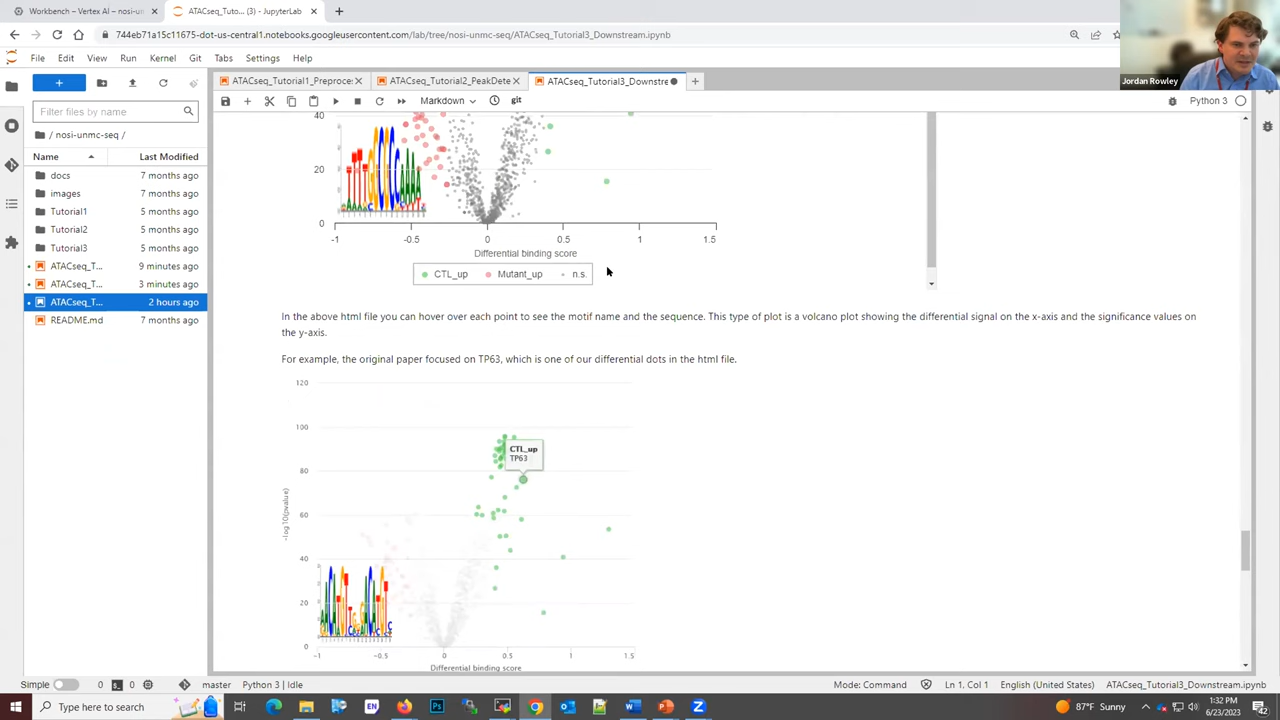 Workbench – Vertex AI – nosi-un
ATACseq_Tuto... (3) - JupyterLab
744eb71a15c11675-dot-us-central1.notebooks.googleusercontent.com/lab/tree/nosi-unmc-seq/ATACseq_Tutorial3_Downstream.ipynb
Jordan Rowley
File Edit View Run Kernel Git Tabs Settings Help
ATACseq_Tutorial1_Preproce:
ATACseq_Tutorial2_PeakDete
ATACseq_Tutorial3_Downstre
Filter files by name
Markdown
git
Python 3
/ nosi-unmc-seq /
Name
Last Modified
docs 7 months ago
images 7 months ago
Tutorial1 5 months ago
Tutorial2 5 months ago
Tutorial3 5 months ago
ATACseq_T... 9 minutes ago
ATACseq_T... 3 minutes ago
ATACseq_T... 2 hours ago
README.md 7 months ago
40
20
0
-1 -0.5 0 0.5 1 1.5
Differential binding score
CTL_up Mutant_up n.s.
In the above html file you can hover over each point to see the motif name and the sequence. This type of plot is a volcano plot showing the differential signal on the x-axis and the significance values on
the y-axis.
For example, the original paper focused on TP63, which is one of our differential dots in the html file.
120
100
80
60
40
20
0
-log10(pvalue)
CTL_up
TP63
-1 -0.5 0 0.5 1 1.5
Differential binding score
Simple 0 0 master Python 3 | Idle
Mode: Command Ln 1, Col 1 English (United States) ATACseq_Tutorial3_Downstream.ipynb
Type here to search
87°F Sunny
1:32 PM
6/23/2023
42